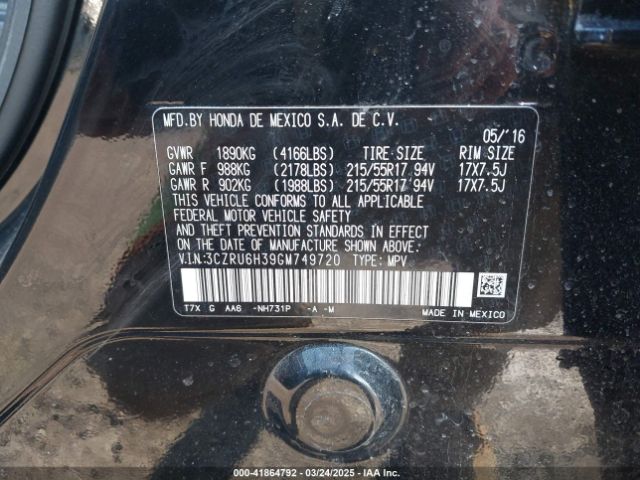 MFD.BY HONDA DE MEXICO S.A. DE C.V.
05/'16
GVWR 1890KG (4166LBS) TIRE SIZE RIM SIZE
GAWR F 988KG (2178LBS) 215/55R17 94V 17X7.5J
GAWR R 902KG (1988LBS) 215/55R17 94V 17X7.5J
THIS VEHICLE CONFORMS TO ALL APPLICABLE
FEDERAL MOTOR VEHICLE SAFETY
AND THEFT PREVENTION STANDARDS IN EFFECT
ON THE DATE OF MANUFACTURE SHOWN ABOVE.
V.I.N:3CZRU6H39GM749720 TYPE: MPV
T7X G AA6 -NH731P -A -M MADE IN MEXICO
000-41864792 — 03/24/2025 — IAA Inc.